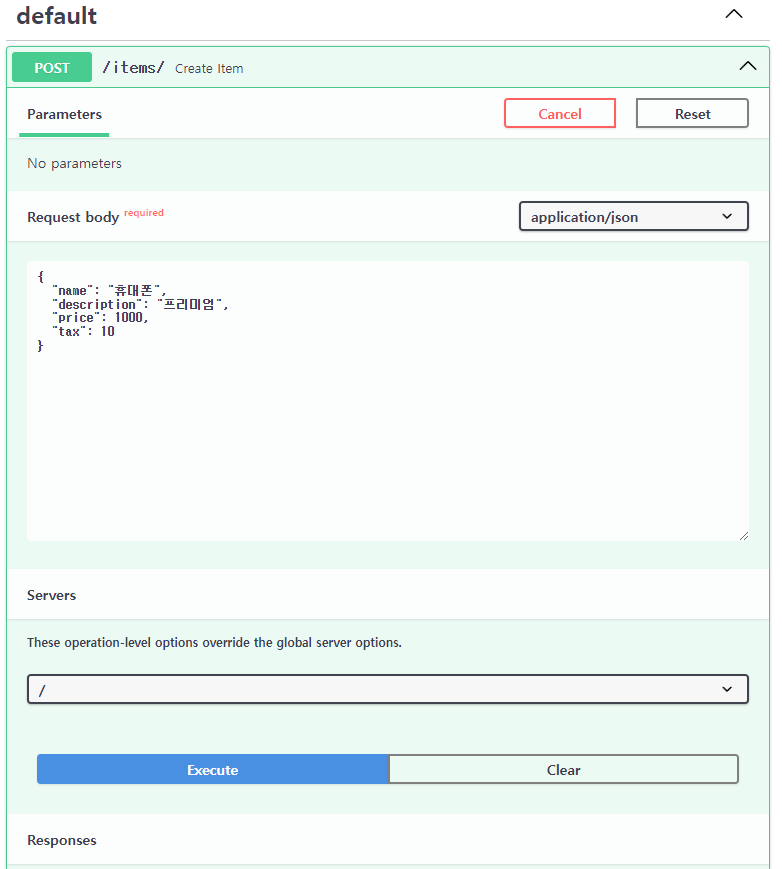 default
POST /items/ Create Item
Parameters Cancel Reset
No parameters
Request body required application/json
{
"name": "휴대폰",
"description": "프리미엄",
"price": 1000,
"tax": 10
}
Servers
These operation-level options override the global server options.
/
Execute Clear
Responses